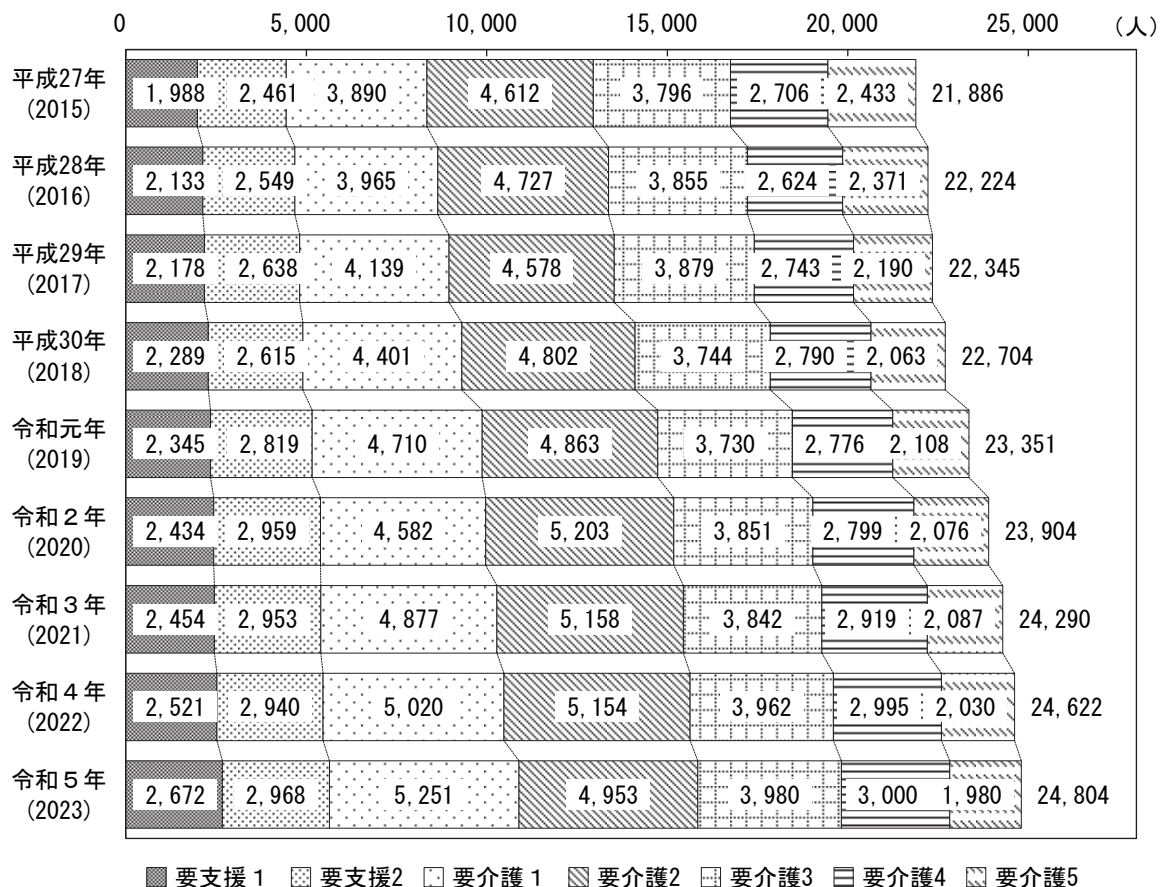 0 5,000 10,000 15,000 20,000 25,000 (人)
平成27年
(2015)
1,988 2,461 3,890 4,612 3,796 2,706 2,433 21,886
平成28年
(2016)
2,133 2,549 3,965 4,727 3,855 2,624 2,371 22,224
平成29年
(2017)
2,178 2,638 4,139 4,578 3,879 2,743 2,190 22,345
平成30年
(2018)
2,289 2,615 4,401 4,802 3,744 2,790 2,063 22,704
令和元年
(2019)
2,345 2,819 4,710 4,863 3,730 2,776 2,108 23,351
令和２年
(2020)
2,434 2,959 4,582 5,203 3,851 2,799 2,076 23,904
令和３年
(2021)
2,454 2,953 4,877 5,158 3,842 2,919 2,087 24,290
令和４年
(2022)
2,521 2,940 5,020 5,154 3,962 2,995 2,030 24,622
令和５年
(2023)
2,672 2,968 5,251 4,953 3,980 3,000 1,980 24,804
要支援１ 要支援2 要介護１ 要介護2 要介護3 要介護4 要介護5